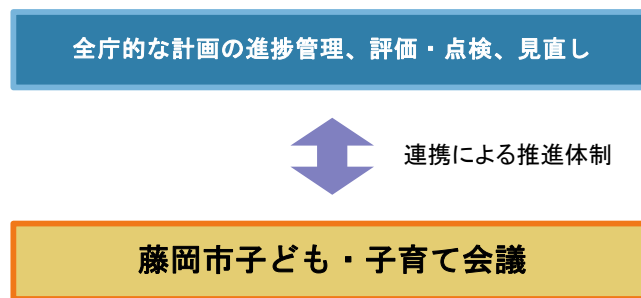 全庁的な計画の進捗管理、評価・点検、見直し
連携による推進体制
藤岡市子ども・子育て会議